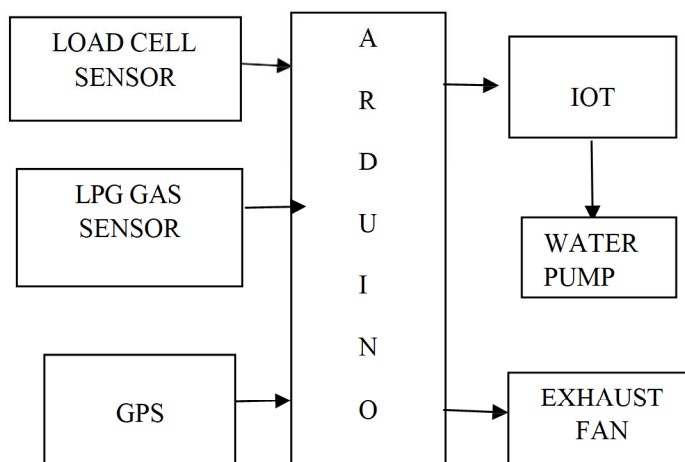 LOAD CELL
SENSOR
LPG GAS
SENSOR
GPS
A
R
D
U
I
N
O
IOT
WATER
PUMP
EXHAUST
FAN